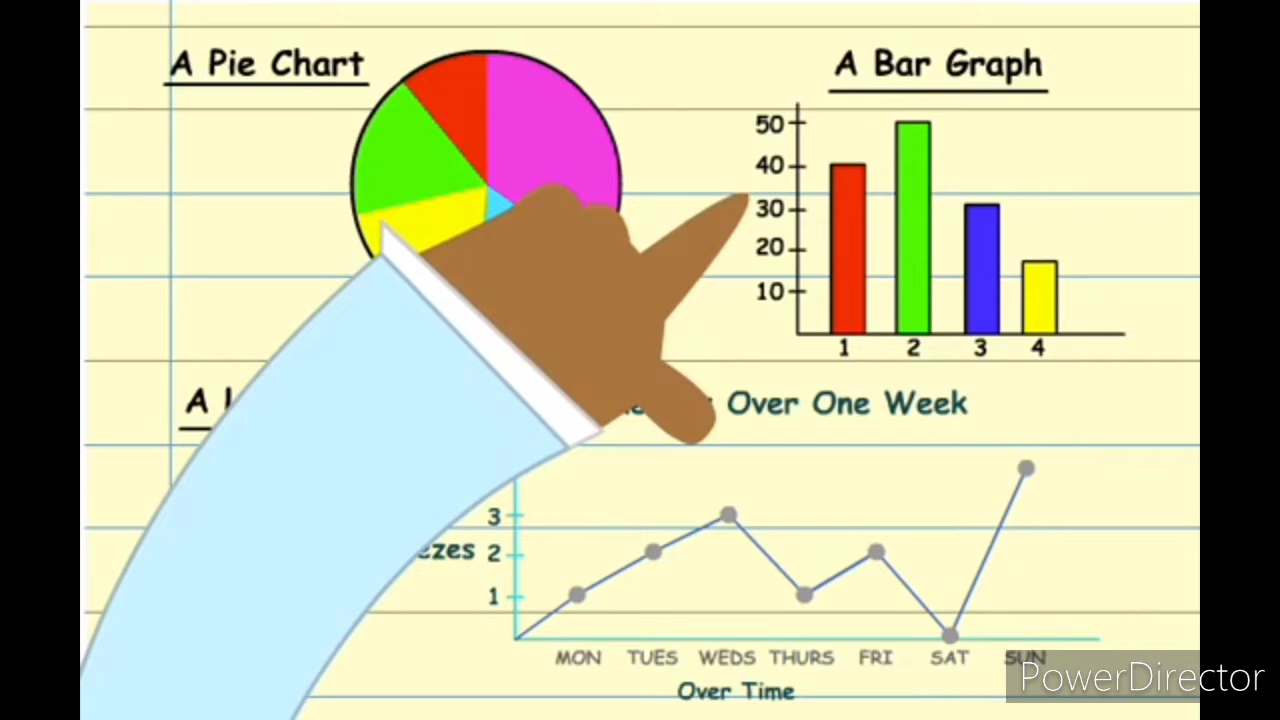 A Pie Chart
A Bar Graph
50
40
30
20
10
1 2 3 4
A
Over One Week
3
2
1
MON TUES WEDS THURS FRI SAT SUN
Over Time
PowerDirector